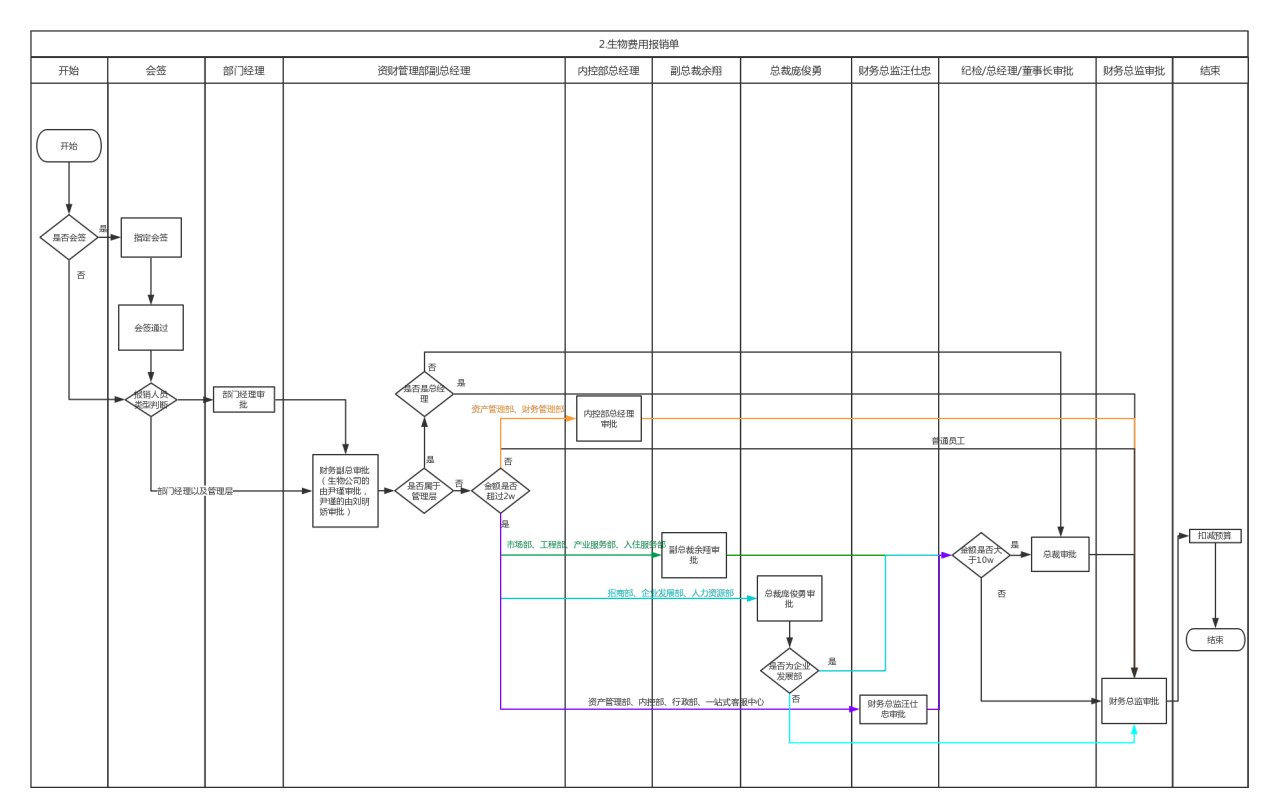 2.生物费用报销单
开始
会签
部门经理
资财管理部副总经理
内控部总经理
副总裁余翔
总裁庞俊勇
财务总监汪仕忠
纪检/总经理/董事长审批
财务总监审批
结束
开始
是否会签
是
指定会签
否
会签通过
报销人员
类型判断
部门经理审
批
部门经理以及管理层
财务副总审批
（生物公司的
由尹瑾审批，
尹瑾的由刘明
娇审批）
是否属于
管理层
是
否
是否是总经
理
否
是
金额是否
超过2w
否
是
资产管理部、财务管理部
内控部总经理
审批
普通员工
市场部、工程部、产业服务部、入住服务部
副总裁余翔审
批
招商部、企业发展部、人力资源部
总裁庞俊勇审
批
是否为企业
发展部
是
否
资产管理部、内控部、行政部、一站式客服中心
财务总监汪仕
忠审批
金额是否大
于10w
是
否
总裁审批
财务总监审批
扣减预算
结束